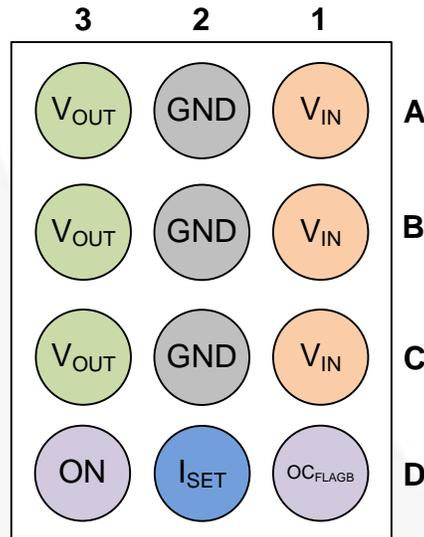 3 2 1
VOUT GND VIN A
VOUT GND VIN B
VOUT GND VIN C
ON ISET OCFLAGB D